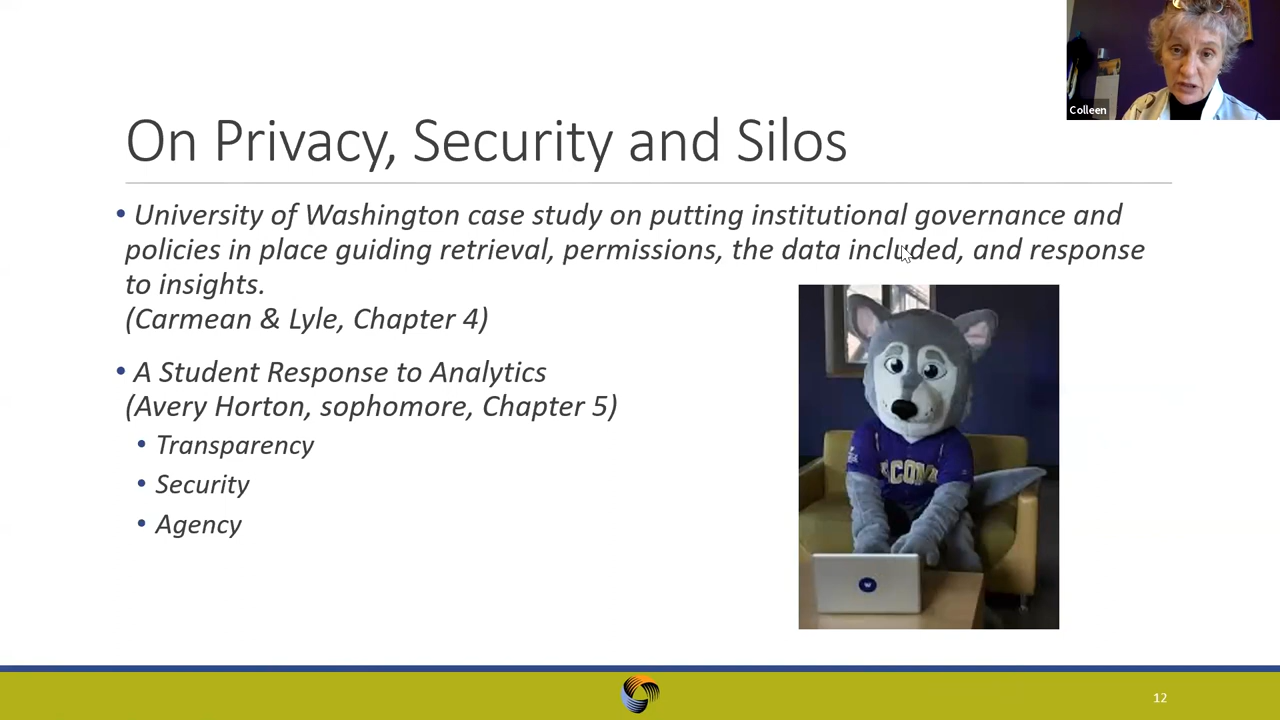 Colleen
On Privacy, Security and Silos
• University of Washington case study on putting institutional governance and
policies in place guiding retrieval, permissions, the data included, and response
to insights.
(Carmean & Lyle, Chapter 4)
• A Student Response to Analytics
(Avery Horton, sophomore, Chapter 5)
• Transparency
• Security
• Agency
W
12